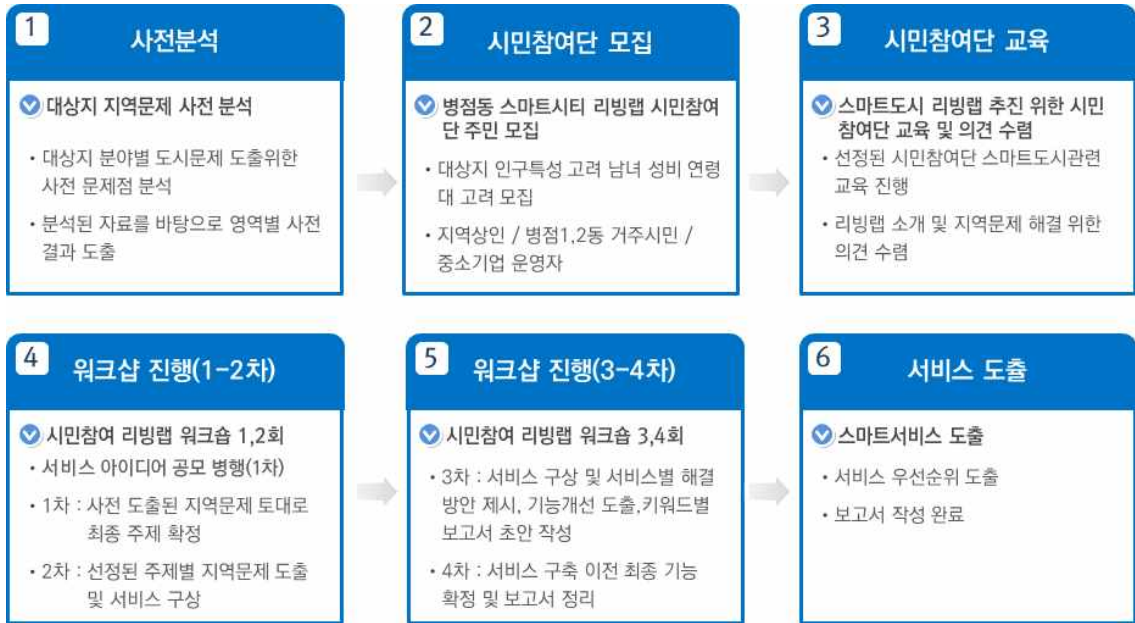 1
사전분석
대상지 지역문제 사전 분석
• 대상지 분야별 도시문제 도출위한
사전 문제점 분석
• 분석된 자료를 바탕으로 영역별 사전
결과 도출
2
시민참여단 모집
병점동 스마트시티 리빙랩 시민참여
단 주민 모집
• 대상지 인구특성 고려 남녀 성비 연령
대 고려 모집
• 지역상인 / 병점1,2동 거주시민 /
중소기업 운영자
3
시민참여단 교육
스마트도시 리빙랩 추진 위한 시민
참여단 교육 및 의견 수렴
• 선정된 시민참여단 스마트도시관련
교육 진행
• 리빙랩 소개 및 지역문제 해결 위한
의견 수렴
4
워크샵 진행(1-2차)
시민참여 리빙랩 워크숍 1,2회
• 서비스 아이디어 공모 병행(1차)
• 1차 : 사전 도출된 지역문제 토대로
최종 주제 확정
• 2차 : 선정된 주제별 지역문제 도출
및 서비스 구상
5
워크샵 진행(3-4차)
시민참여 리빙랩 워크숍 3,4회
• 3차 : 서비스 구상 및 서비스별 해결
방안 제시, 기능개선 도출,키워드별
보고서 초안 작성
• 4차 : 서비스 구축 이전 최종 기능
확정 및 보고서 정리
6
서비스 도츌
스마트서비스 도출
• 서비스 우선순위 도출
• 보고서 작성 완료